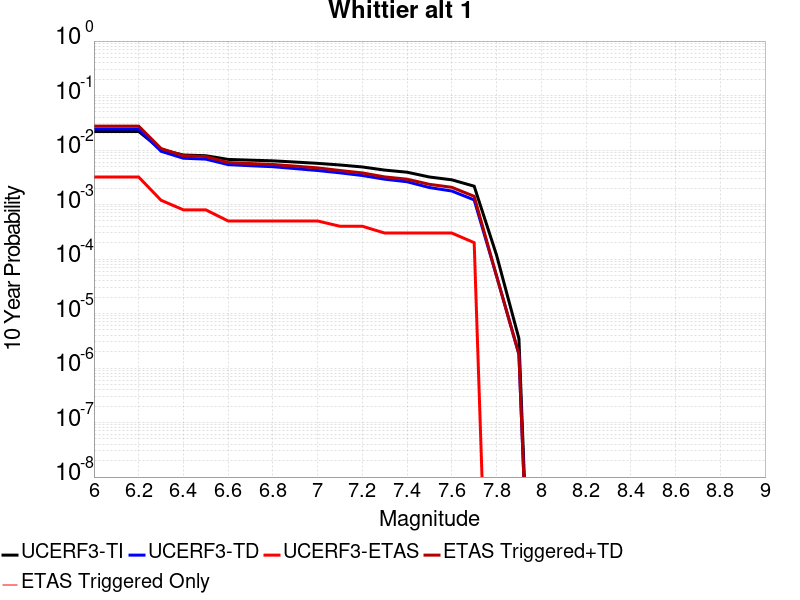 Whittier alt 1
10^0
10^-1
10^-2
10^-3
10^-4
10^-5
10^-6
10^-7
10^-8
10 Year Probability
6 6.2 6.4 6.6 6.8 7 7.2 7.4 7.6 7.8 8 8.2 8.4 8.6 8.8 9
Magnitude
UCERF3-TI UCERF3-TD UCERF3-ETAS ETAS Triggered+TD
ETAS Triggered Only